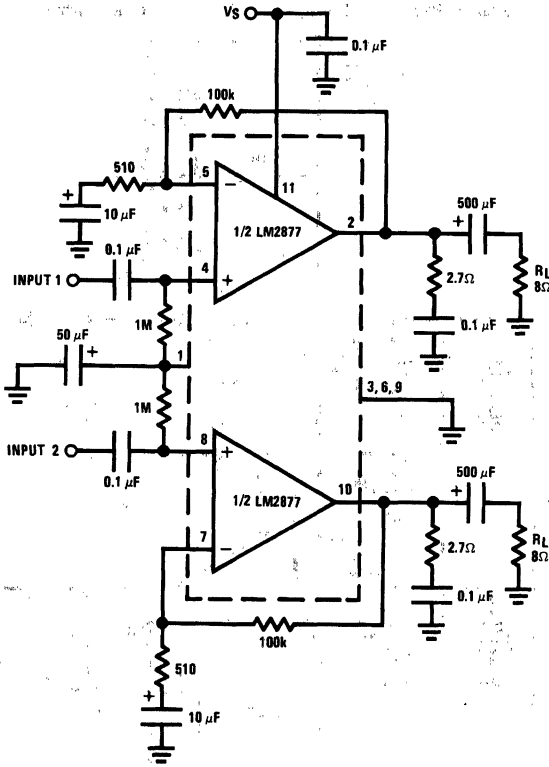 VS
0.1 µF
100k
510
5
−
11
+
10 µF
1/2 LM2877
2
+
500 µF
0.1 µF
INPUT 1
4
+
2.7Ω
RL
8Ω
1M
0.1 µF
50 µF
+
1
3, 6, 9
1M
INPUT 2
0.1 µF
8
+
1/2 LM2877
10
+
500 µF
7
−
2.7Ω
RL
8Ω
0.1 µF
100k
510
+
10 µF